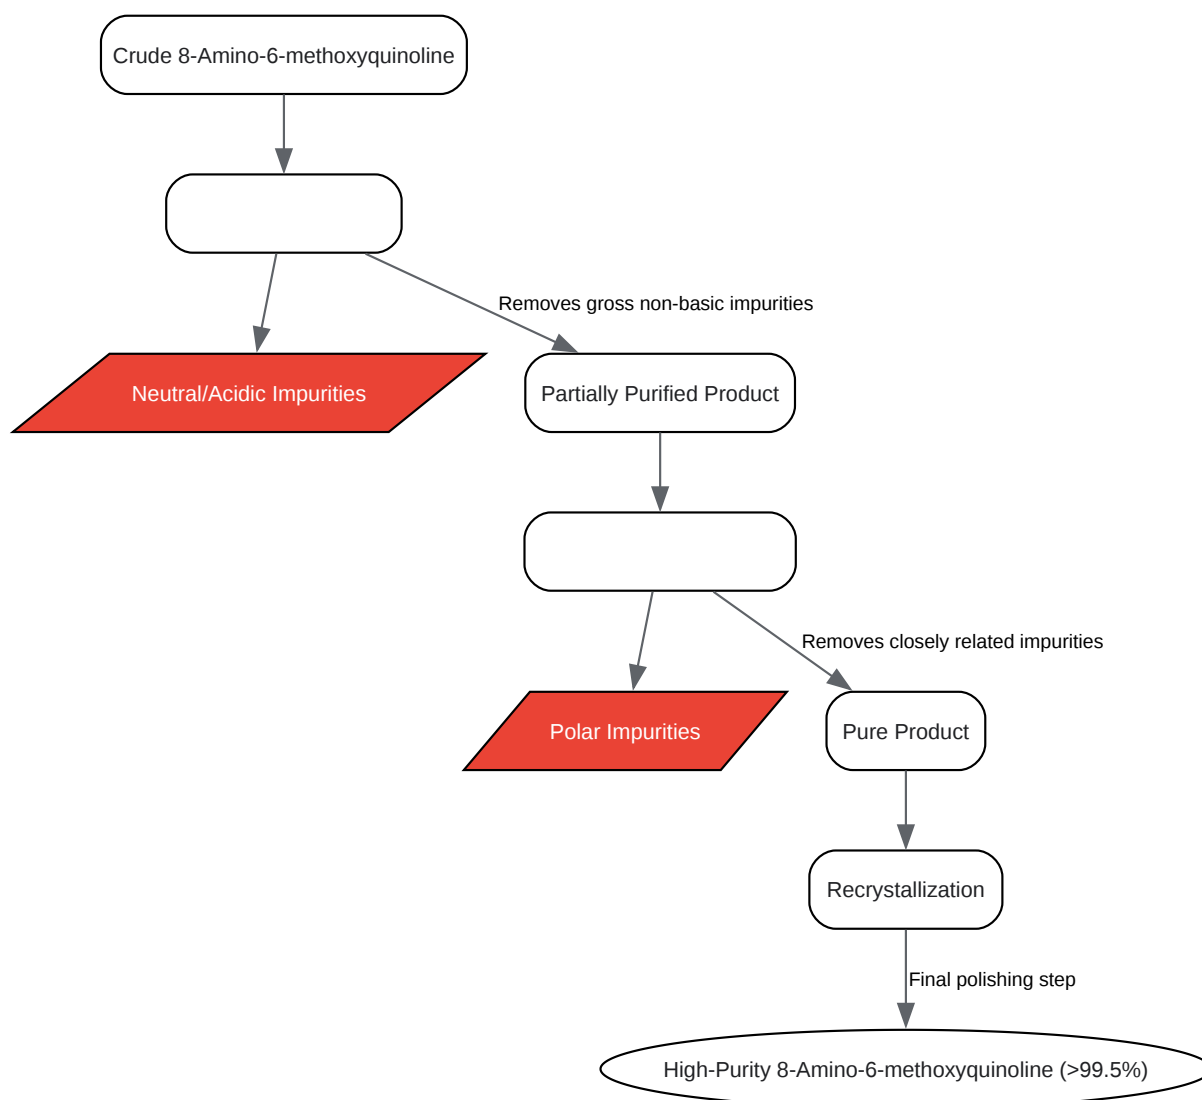 Crude 8-Amino-6-methoxyquinoline
Removes gross non-basic impurities
Neutral/Acidic Impurities
Partially Purified Product
Removes closely related impurities
Polar Impurities
Pure Product
Recrystallization
Final polishing step
High-Purity 8-Amino-6-methoxyquinoline (>99.5%)